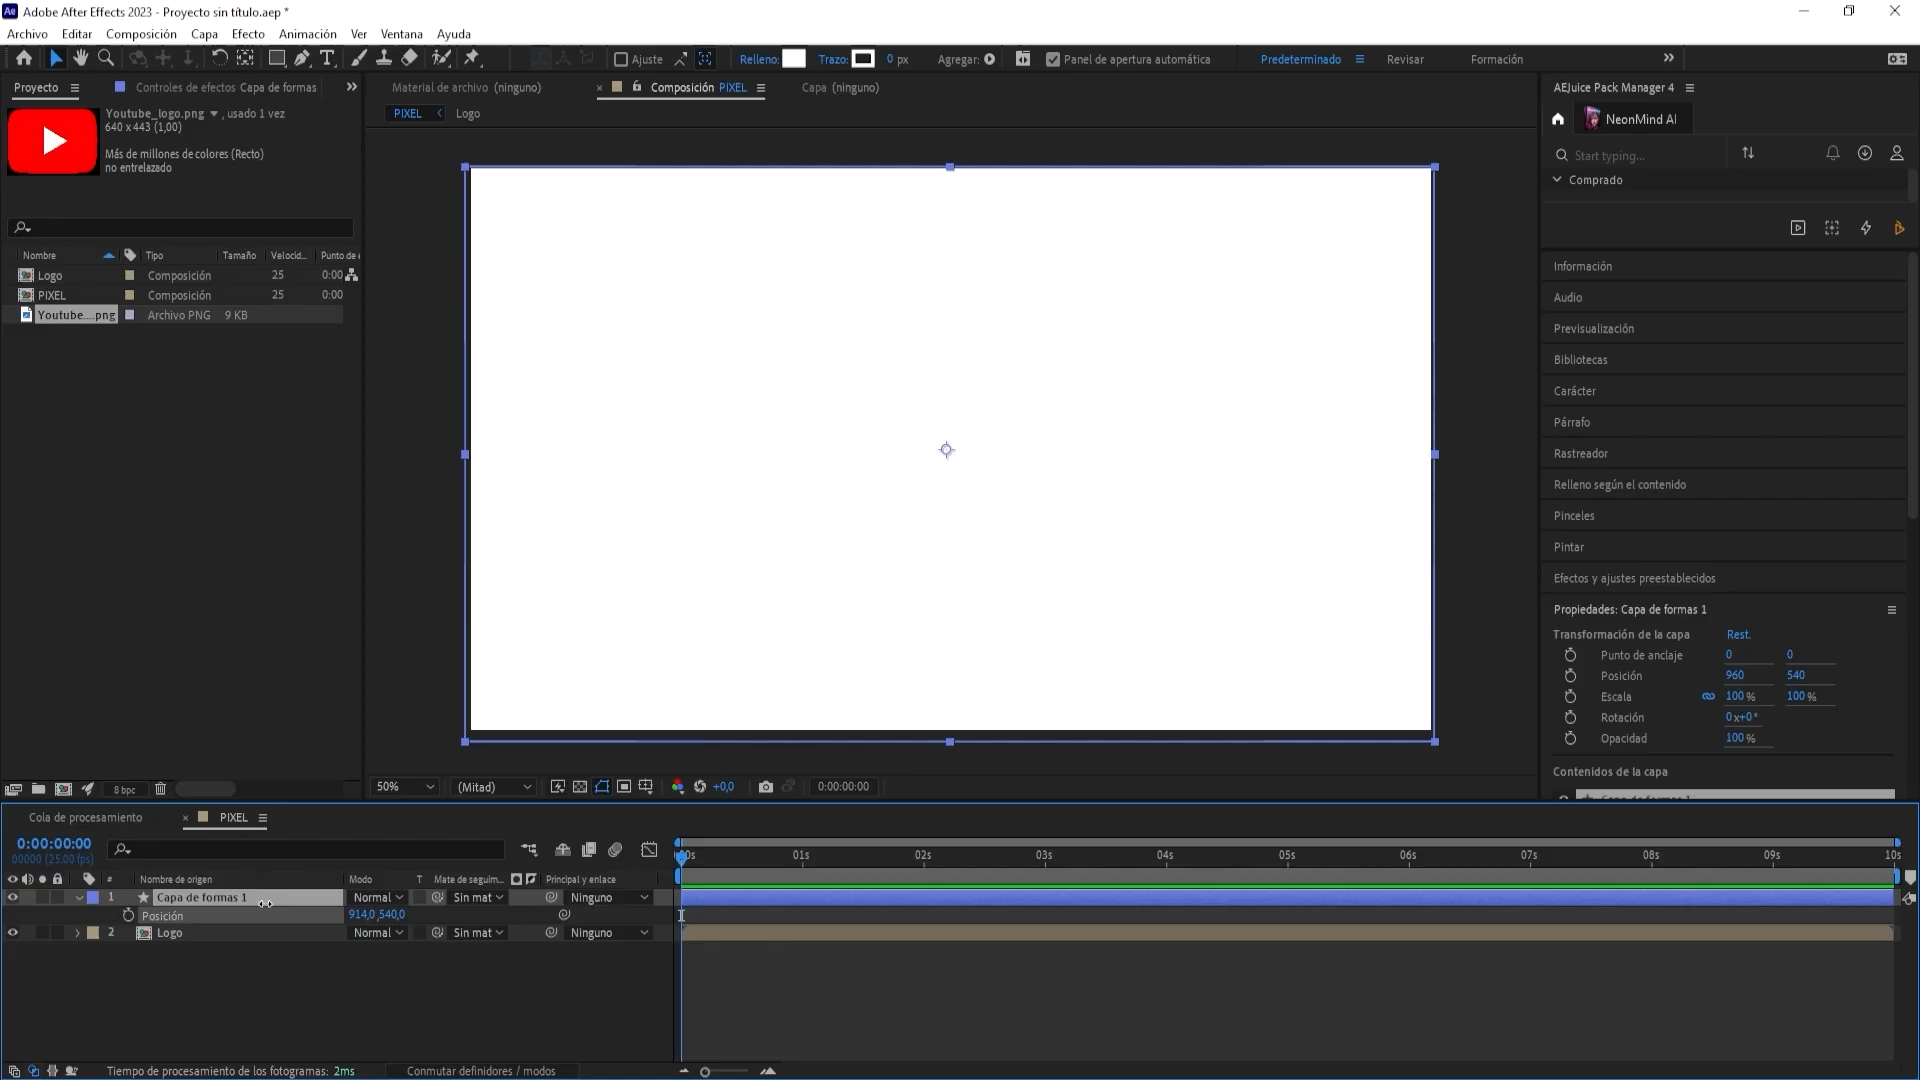 Adobe After Effects 2023 - Proyecto sin título.aep *
Archivo Editar Composición Capa Efecto Animación Ver Ventana Ayuda
Ajuste Relleno: Trazo: 0 px Agregar: Panel de apertura automática Predeterminado Revisar Formación
Proyecto Controles de efectos Capa de formas
Youtube_logo.png , usado 1 vez
640 x 443 (1,00)
Más de millones de colores (Recto)
no entrelazado
Nombre Tipo Tamaño Velocid... Punto de e
Logo Composición 25 0:00
PIXEL Composición 25 0:00
Youtube....png Archivo PNG 9 KB
8 bpc
Material de archivo (ninguno) Composición PIXEL Capa (ninguno)
PIXEL Logo
50% (Mitad) +0,0 0:00:00:00
AEJuice Pack Manager 4
NeonMind AI
Start typing...
Comprado
Información
Audio
Previsualización
Bibliotecas
Carácter
Párrafo
Rastreador
Relleno según el contenido
Pinceles
Pintar
Efectos y ajustes preestablecidos
Propiedades: Capa de formas 1
Transformación de la capa Rest.
Punto de anclaje 0 0
Posición 960 540
Escala 100 % 100 %
Rotación 0x+0°
Opacidad 100 %
Contenidos de la capa
Cola de procesamiento PIXEL
0:00:00:00
00000 (25.00 fps)
01s 02s 03s 04s 05s 06s 07s 08s 09s 10s
# Nombre de origen Modo T Mate de seguim... Principal y enlace
1 Capa de formas 1 Normal Sin mat Ninguno
Posición 914,0,540,0
2 Logo Normal Sin mat Ninguno
Tiempo de procesamiento de los fotogramas: 2ms Conmutar definidores / modos